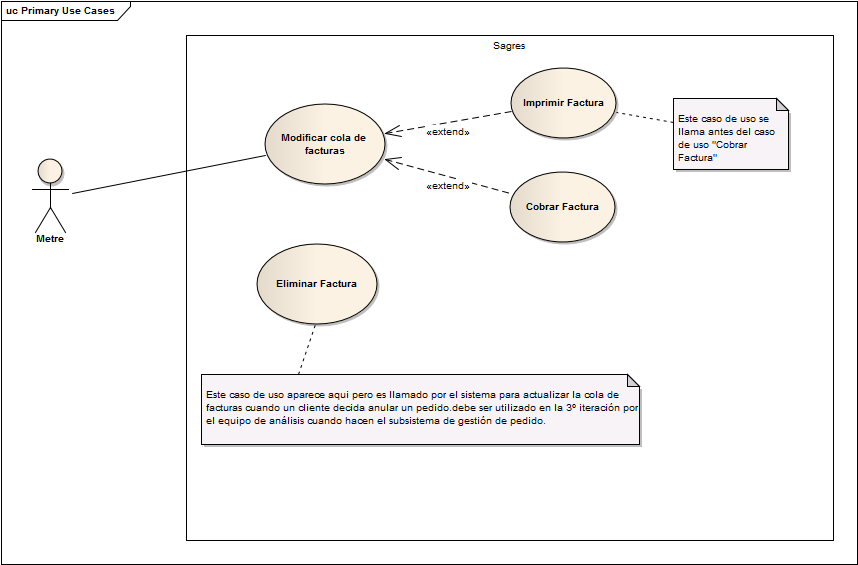 uc Primary Use Cases
Sagres
Imprimir Factura
Este caso de uso se
llama antes del caso
de uso "Cobrar
Factura"
Modificar cola de
facturas
«extend»
«extend»
Cobrar Factura
Metre
Eliminar Factura
Este caso de uso aparece aqui pero es llamado por el sistema para actualizar la cola de
facturas cuando un cliente decida anular un pedido.debe ser utilizado en la 3º iteración por
el equipo de análisis cuando hacen el subsistema de gestión de pedido.